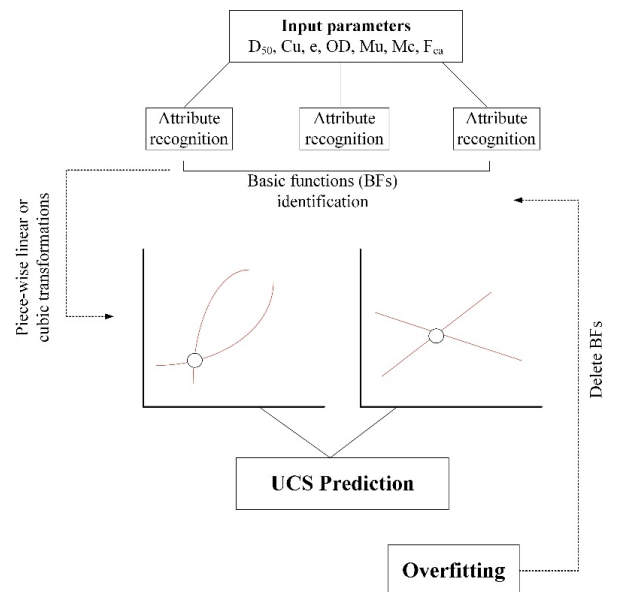 Input parameters
D₅₀, Cu, e, OD, Mu, Mc, F_ca
Attribute
recognition
Attribute
recognition
Attribute
recognition
Basic functions (BFs)
identification
Piece-wise linear or
cubic transformations
Delete BFs
UCS Prediction
Overfitting